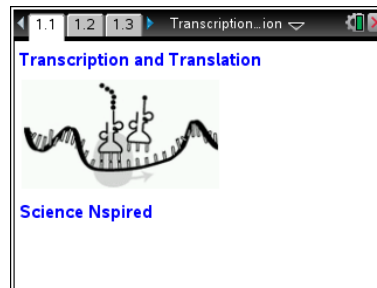 1.1 1.2 1.3 Transcription…ion
Transcription and Translation
Science Nspired